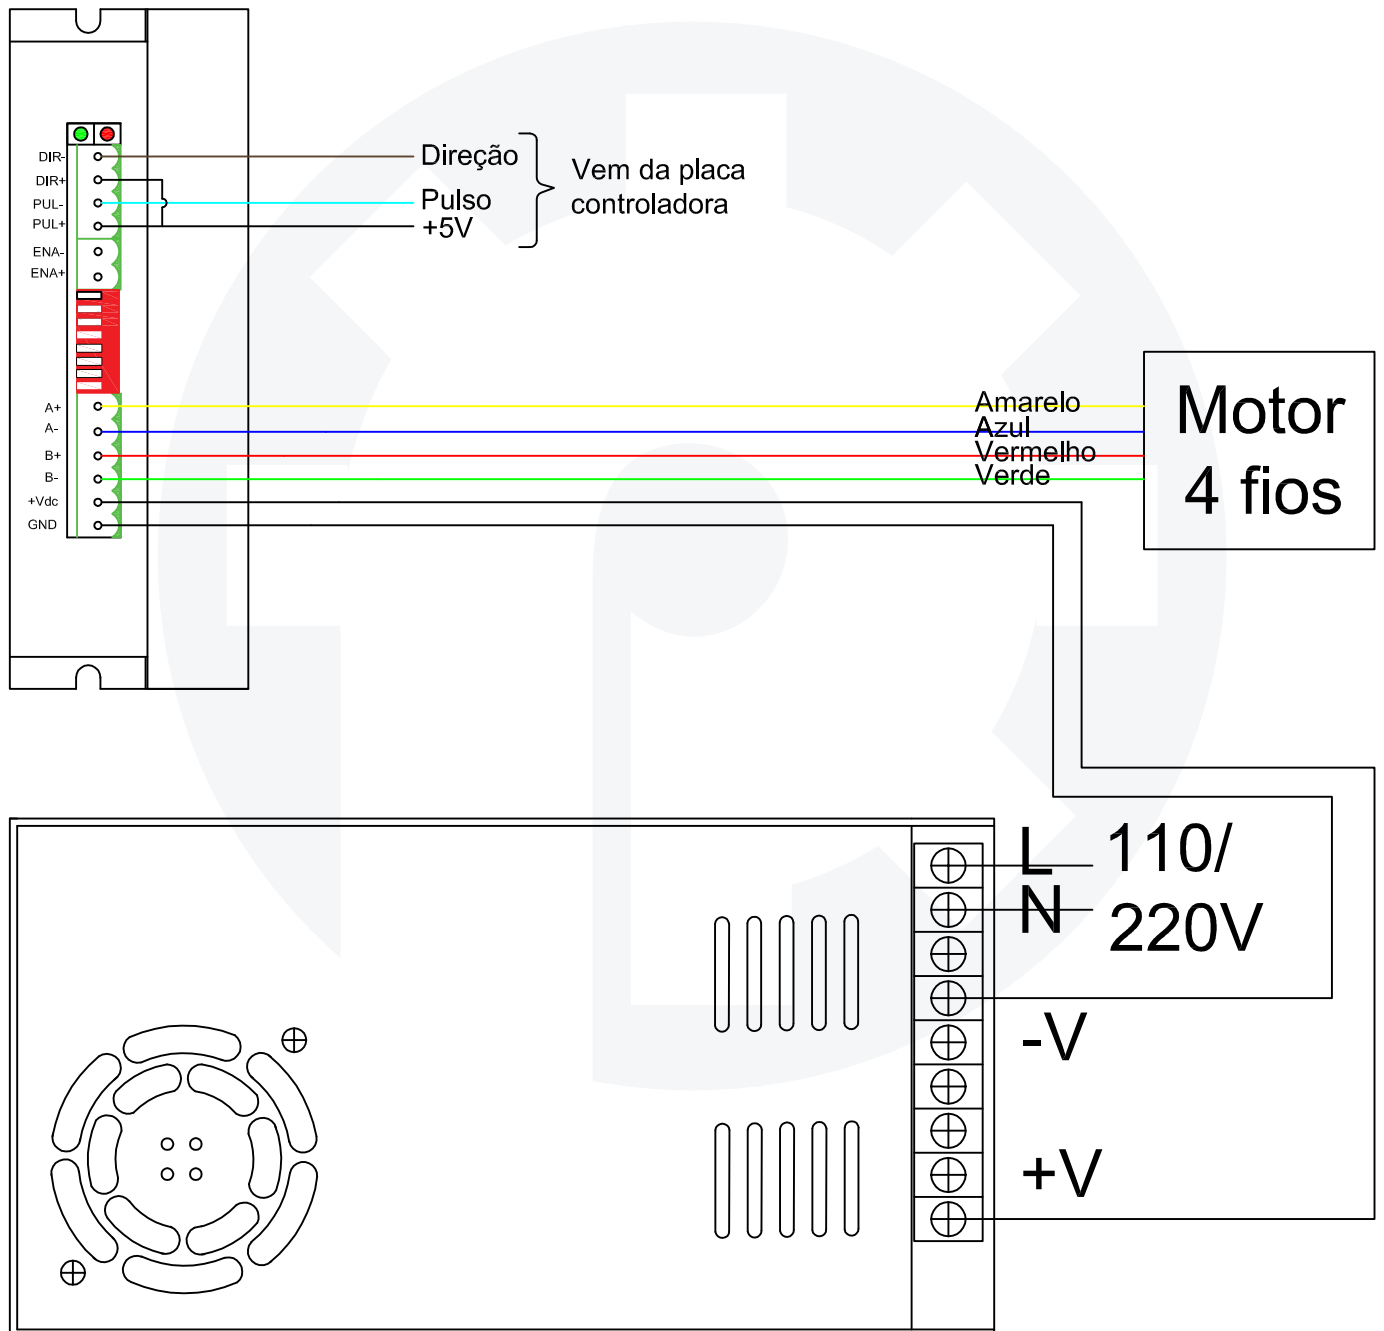 DIR-
DIR+
PUL-
PUL+
ENA-
ENA+
A+
A-
B+
B-
+Vdc
GND
Direção
Pulso
+5V
Vem da placa
controladora
Amarelo
Azul
Vermelho
Verde
Motor
4 fios
L
N
110/
220V
-V
+V